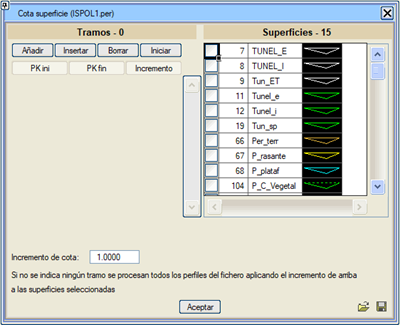 Cota superficie (ISPOL1.per)
Tramos - 0
Superficies - 15
Añadir Insertar Borrar Iniciar
PK ini PK fin Incremento
7 TUNEL_E
8 TUNEL_I
9 Tun_ET
11 Tunel_e
12 Tunel_i
19 Tun_sp
66 Per_terr
67 P_rasante
68 P_plataf
104 P_C_Vegetal
Incremento de cota: 1.0000
Si no se indica ningún tramo se procesan todos los perfiles del fichero aplicando el incremento de arriba
a las superficies seleccionadas
Aceptar